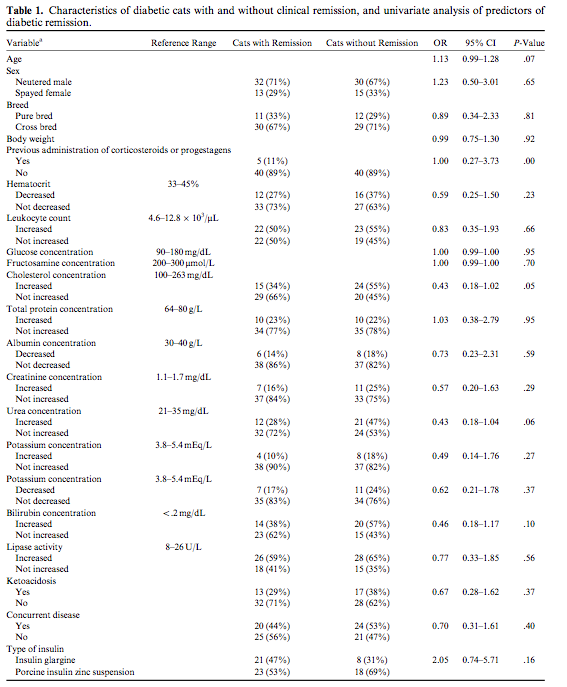 Table 1. Characteristics of diabetic cats with and without clinical remission, and univariate analysis of predictors of
diabetic remission.
Variableᵃ Reference Range Cats with Remission Cats without Remission OR 95% CI P-Value
Age 1.13 0.99–1.28 .07
Sex
Neutered male 32 (71%) 30 (67%) 1.23 0.50–3.01 .65
Spayed female 13 (29%) 15 (33%)
Breed
Pure bred 11 (33%) 12 (29%) 0.89 0.34–2.33 .81
Cross bred 30 (67%) 29 (71%)
Body weight 0.99 0.75–1.30 .92
Previous administration of corticosteroids or progestagens
Yes 5 (11%) 1.00 0.27–3.73 .00
No 40 (89%) 40 (89%)
Hematocrit 33–45%
Decreased 12 (27%) 16 (37%) 0.59 0.25–1.50 .23
Not decreased 33 (73%) 27 (63%)
Leukocyte count 4.6–12.8 × 10³/μL
Increased 22 (50%) 23 (55%) 0.83 0.35–1.93 .66
Not increased 22 (50%) 19 (45%)
Glucose concentration 90–180 mg/dL 1.00 0.99–1.00 .95
Fructosamine concentration 200–300 μmol/L 1.00 0.99–1.00 .70
Cholesterol concentration 100–263 mg/dL
Increased 15 (34%) 24 (55%) 0.43 0.18–1.02 .05
Not increased 29 (66%) 20 (45%)
Total protein concentration 64–80 g/L
Increased 10 (23%) 10 (22%) 1.03 0.38–2.79 .95
Not increased 34 (77%) 35 (78%)
Albumin concentration 30–40 g/L
Decreased 6 (14%) 8 (18%) 0.73 0.23–2.31 .59
Not decreased 38 (86%) 37 (82%)
Creatinine concentration 1.1–1.7 mg/dL
Increased 7 (16%) 11 (25%) 0.57 0.20–1.63 .29
Not increased 37 (84%) 33 (75%)
Urea concentration 21–35 mg/dL
Increased 12 (28%) 21 (47%) 0.43 0.18–1.04 .06
Not increased 32 (72%) 24 (53%)
Potassium concentration 3.8–5.4 mEq/L
Increased 4 (10%) 8 (18%) 0.49 0.14–1.76 .27
Not increased 38 (90%) 37 (82%)
Potassium concentration 3.8–5.4 mEq/L
Decreased 7 (17%) 11 (24%) 0.62 0.21–1.78 .37
Not decreased 35 (83%) 34 (76%)
Bilirubin concentration <.2 mg/dL
Increased 14 (38%) 20 (57%) 0.46 0.18–1.17 .10
Not increased 23 (62%) 15 (43%)
Lipase activity 8–26 U/L
Increased 26 (59%) 28 (65%) 0.77 0.33–1.85 .56
Not increased 18 (41%) 15 (35%)
Ketoacidosis
Yes 13 (29%) 17 (38%) 0.67 0.28–1.62 .37
No 32 (71%) 28 (62%)
Concurrent disease
Yes 20 (44%) 24 (53%) 0.70 0.31–1.61 .40
No 25 (56%) 21 (47%)
Type of insulin
Insulin glargine 21 (47%) 8 (31%) 2.05 0.74–5.71 .16
Porcine insulin zinc suspension 23 (53%) 18 (69%)